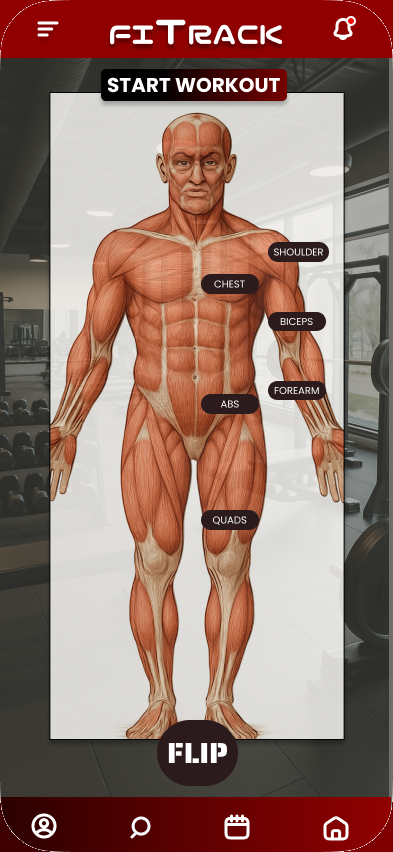 FITRACK
START WORKOUT
SHOULDER
CHEST
BICEPS
FOREARM
ABS
QUADS
FLIP